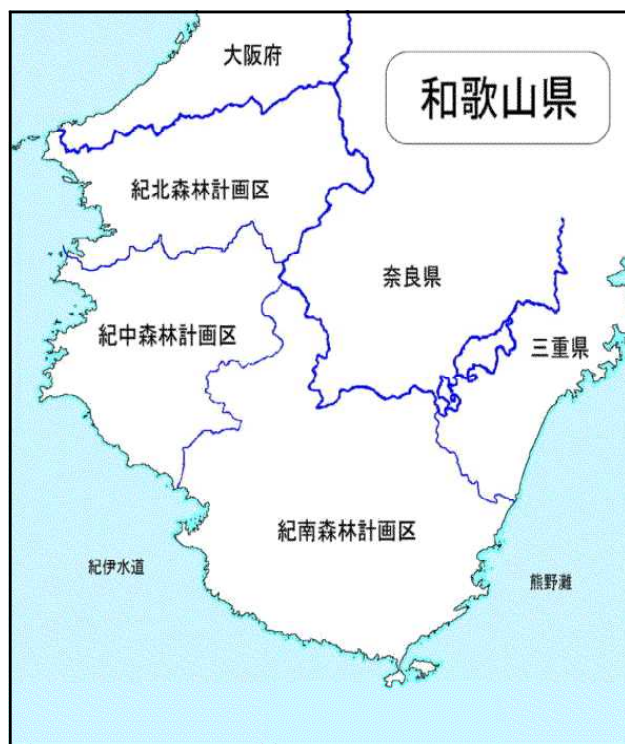 大阪府
和歌山県
紀北森林計画区
奈良県
紀中森林計画区
三重県
紀南森林計画区
紀伊水道
熊野灘